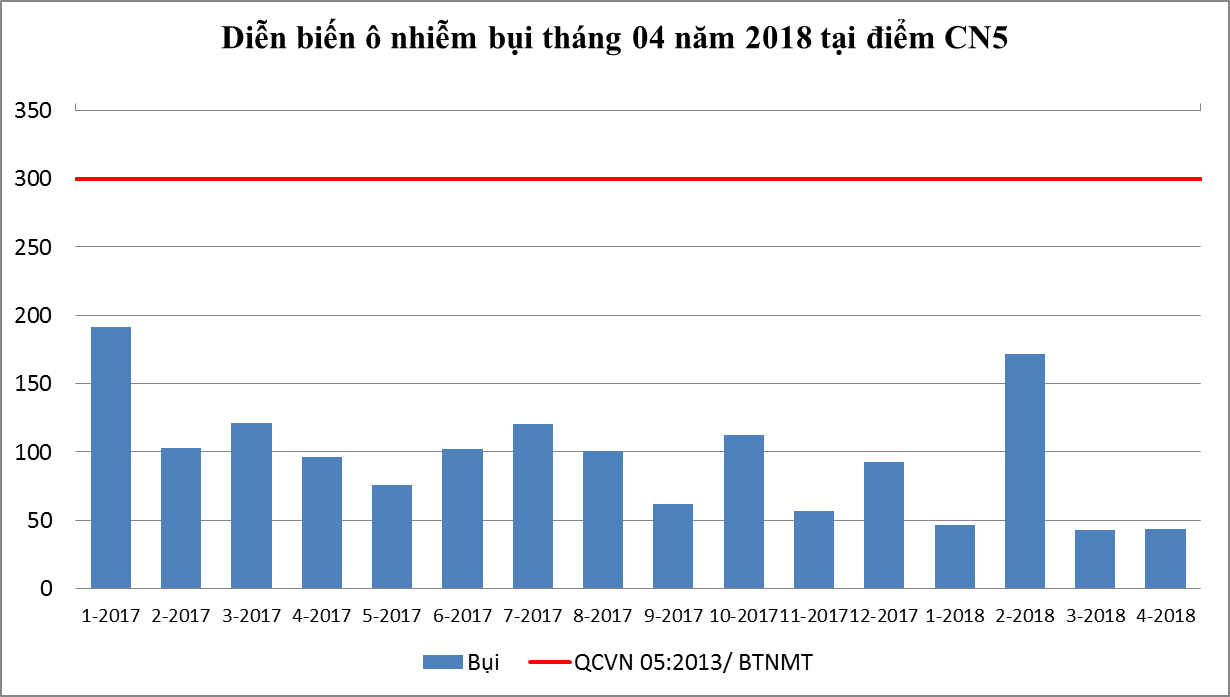 Diễn biến ô nhiễm bụi tháng 04 năm 2018 tại điểm CN5
350
300
250
200
150
100
50
0
1-2017 2-2017 3-2017 4-2017 5-2017 6-2017 7-2017 8-2017 9-2017 10-2017 11-2017 12-2017 1-2018 2-2018 3-2018 4-2018
Bụi QCVN 05:2013/ BTNMT